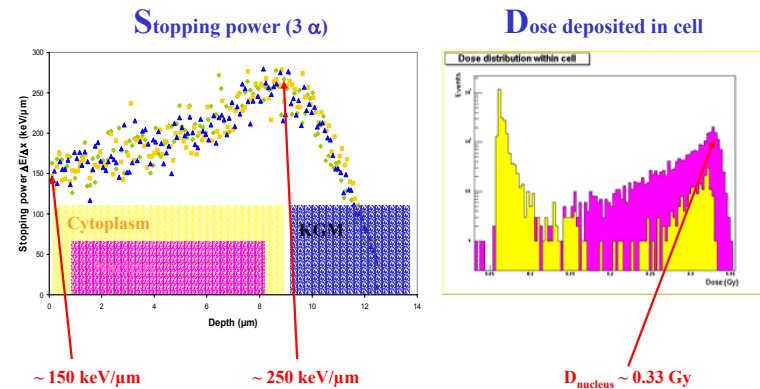 Stopping power (3 α)
Dose deposited in cell
Stopping power ΔE/Δx (keV/µm)
300
250
200
150
100
50
0
Cytoplasm
KGM
0 2 4 6 8 10 12 14
Depth (µm)
~ 150 keV/µm
~ 250 keV/µm
Dose distribution within cell
Events
Dose (Gy)
D nucleus ~ 0.33 Gy